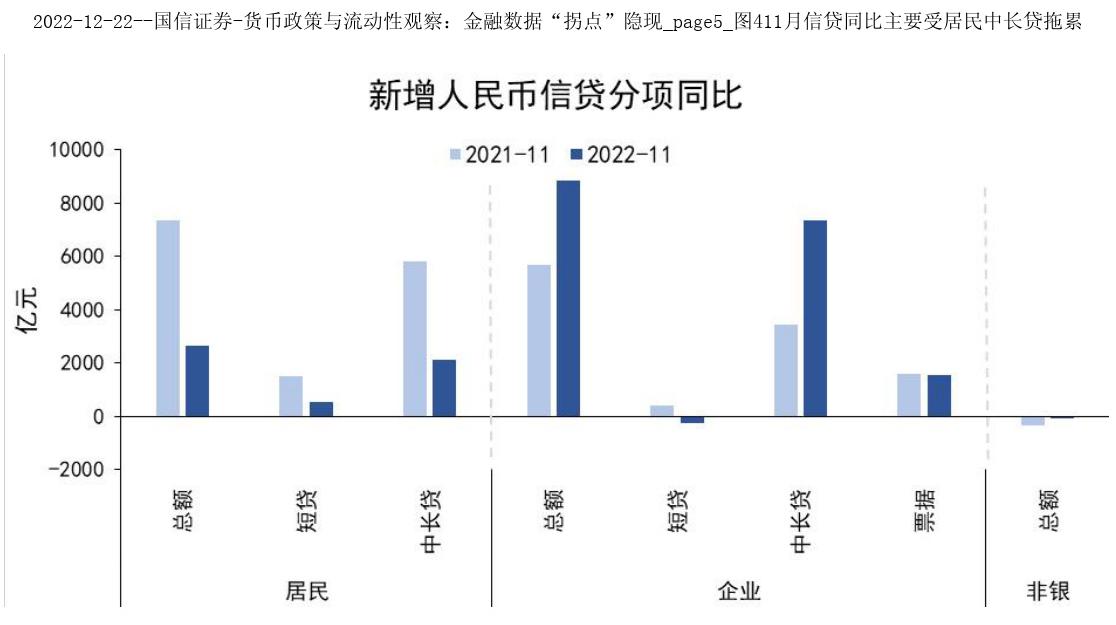 2022-12-22--国信证券-货币政策与流动性观察：金融数据“拐点”隐现_page5_图411月信贷同比主要受居民中长贷拖累
新增人民币信贷分项同比
2021-11 2022-11
10000
8000
6000
4000
2000
0
-2000
亿元
总额 短贷 中长贷 总额 短贷 中长贷 票据 总额
居民 企业 非银